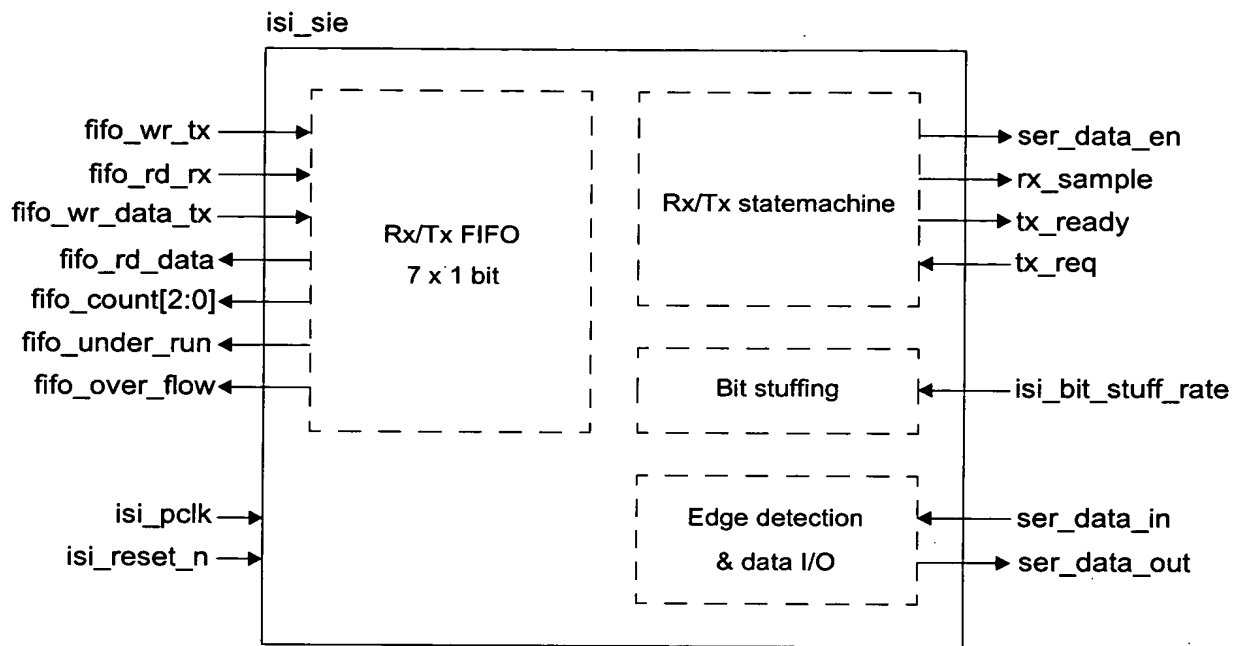 isi_sie
fifo_wr_tx
fifo_rd_rx
fifo_wr_data_tx
fifo_rd_data
fifo_count[2:0]
fifo_under_run
fifo_over_flow
isi_pclk
isi_reset_n
Rx/Tx FIFO
7 x 1 bit
Rx/Tx statemachine
Bit stuffing
Edge detection
& data I/O
ser_data_en
rx_sample
tx_ready
tx_req
isi_bit_stuff_rate
ser_data_in
ser_data_out